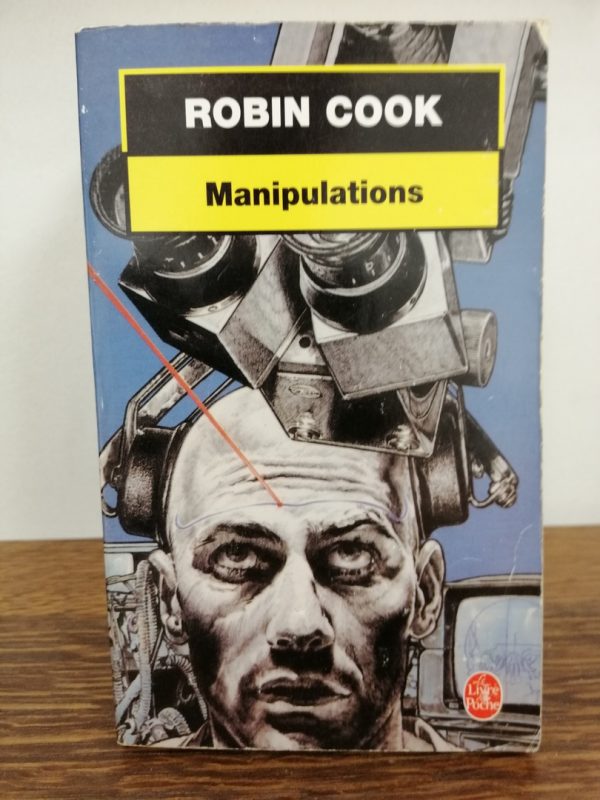 ROBIN COOK
Manipulations
Le
Livre
de
Poche